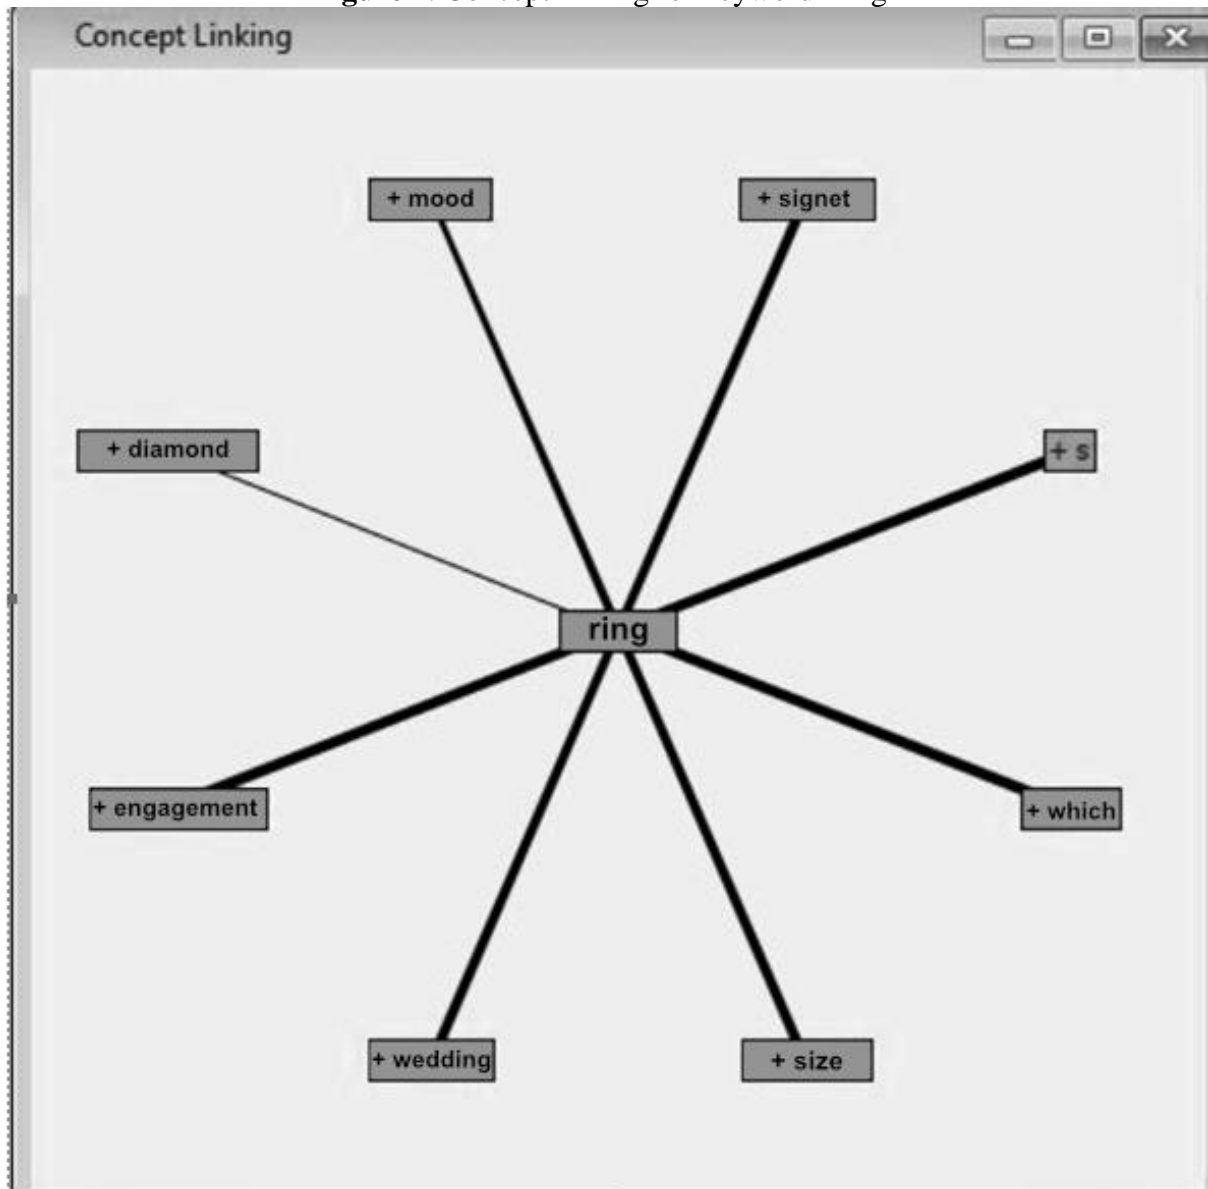 Concept Linking
+ mood
+ signet
+ diamond
+ s
ring
+ engagement
+ which
+ wedding
+ size